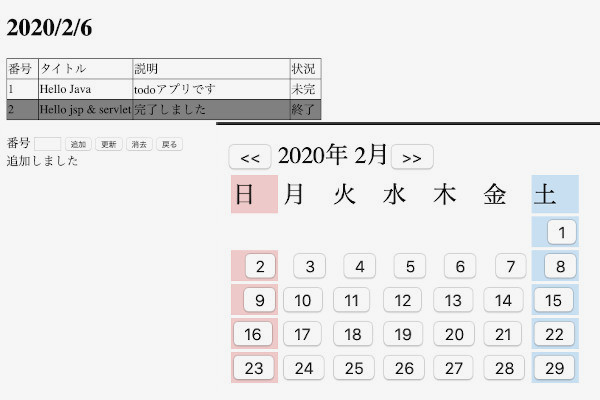 2020/2/6
番号 タイトル 説明 状況
1 Hello Java todoアプリです 未完
2 Hello jsp & servlet 完了しました 終了
番号 追加 更新 消去 戻る
追加しました
<< 2020年 2月 >>
日 月 火 水 木 金 土
1
2 3 4 5 6 7 8
9 10 11 12 13 14 15
16 17 18 19 20 21 22
23 24 25 26 27 28 29